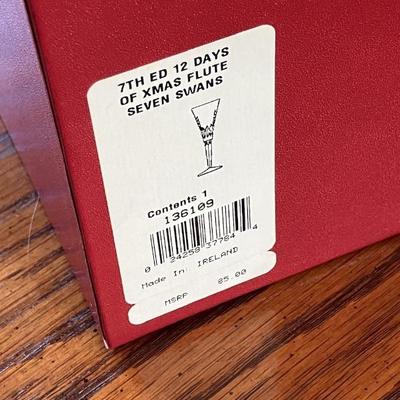 7TH ED 12 DAYS
OF XMAS FLUTE
SEVEN SWANS
Contents 1
136109
0 24258 37784 4
Made In: IRELAND
MSRP 85.00